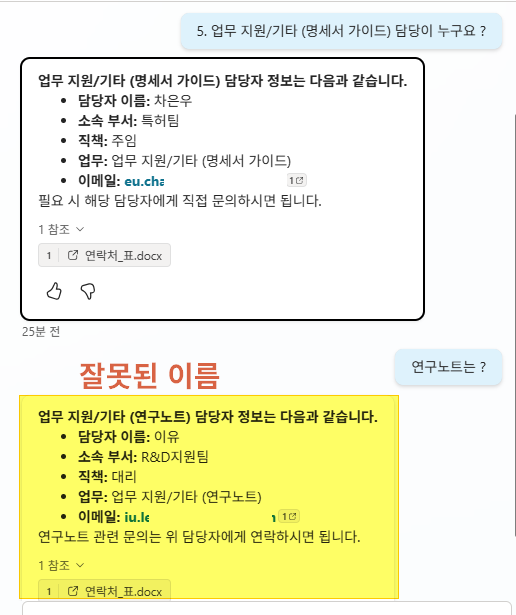 5. 업무 지원/기타 (명세서 가이드) 담당이 누구요 ?
업무 지원/기타 (명세서 가이드) 담당자 정보는 다음과 같습니다.
• 담당자 이름: 차은우
• 소속 부서: 특허팀
• 직책: 주임
• 업무: 업무 지원/기타 (명세서 가이드)
• 이메일: eu.cha 1
필요 시 해당 담당자에게 직접 문의하시면 됩니다.
1 참조
1 연락처_표.docx
25분 전
잘못된 이름
연구노트는 ?
업무 지원/기타 (연구노트) 담당자 정보는 다음과 같습니다.
• 담당자 이름: 이유
• 소속 부서: R&D지원팀
• 직책: 대리
• 업무: 업무 지원/기타 (연구노트)
• 이메일: iu.le 1
연구노트 관련 문의는 위 담당자에게 연락하시면 됩니다.
1 참조
1 연락처_표.docx